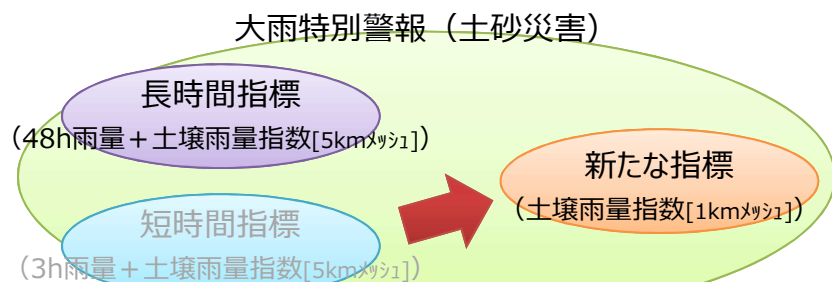 大雨特別警報（土砂災害）
長時間指標
（48h雨量＋土壌雨量指数[5kmﾒｯｼｭ]）
短時間指標
（3h雨量＋土壌雨量指数[5kmﾒｯｼｭ]）
新たな指標
（土壌雨量指数[1kmﾒｯｼｭ]）